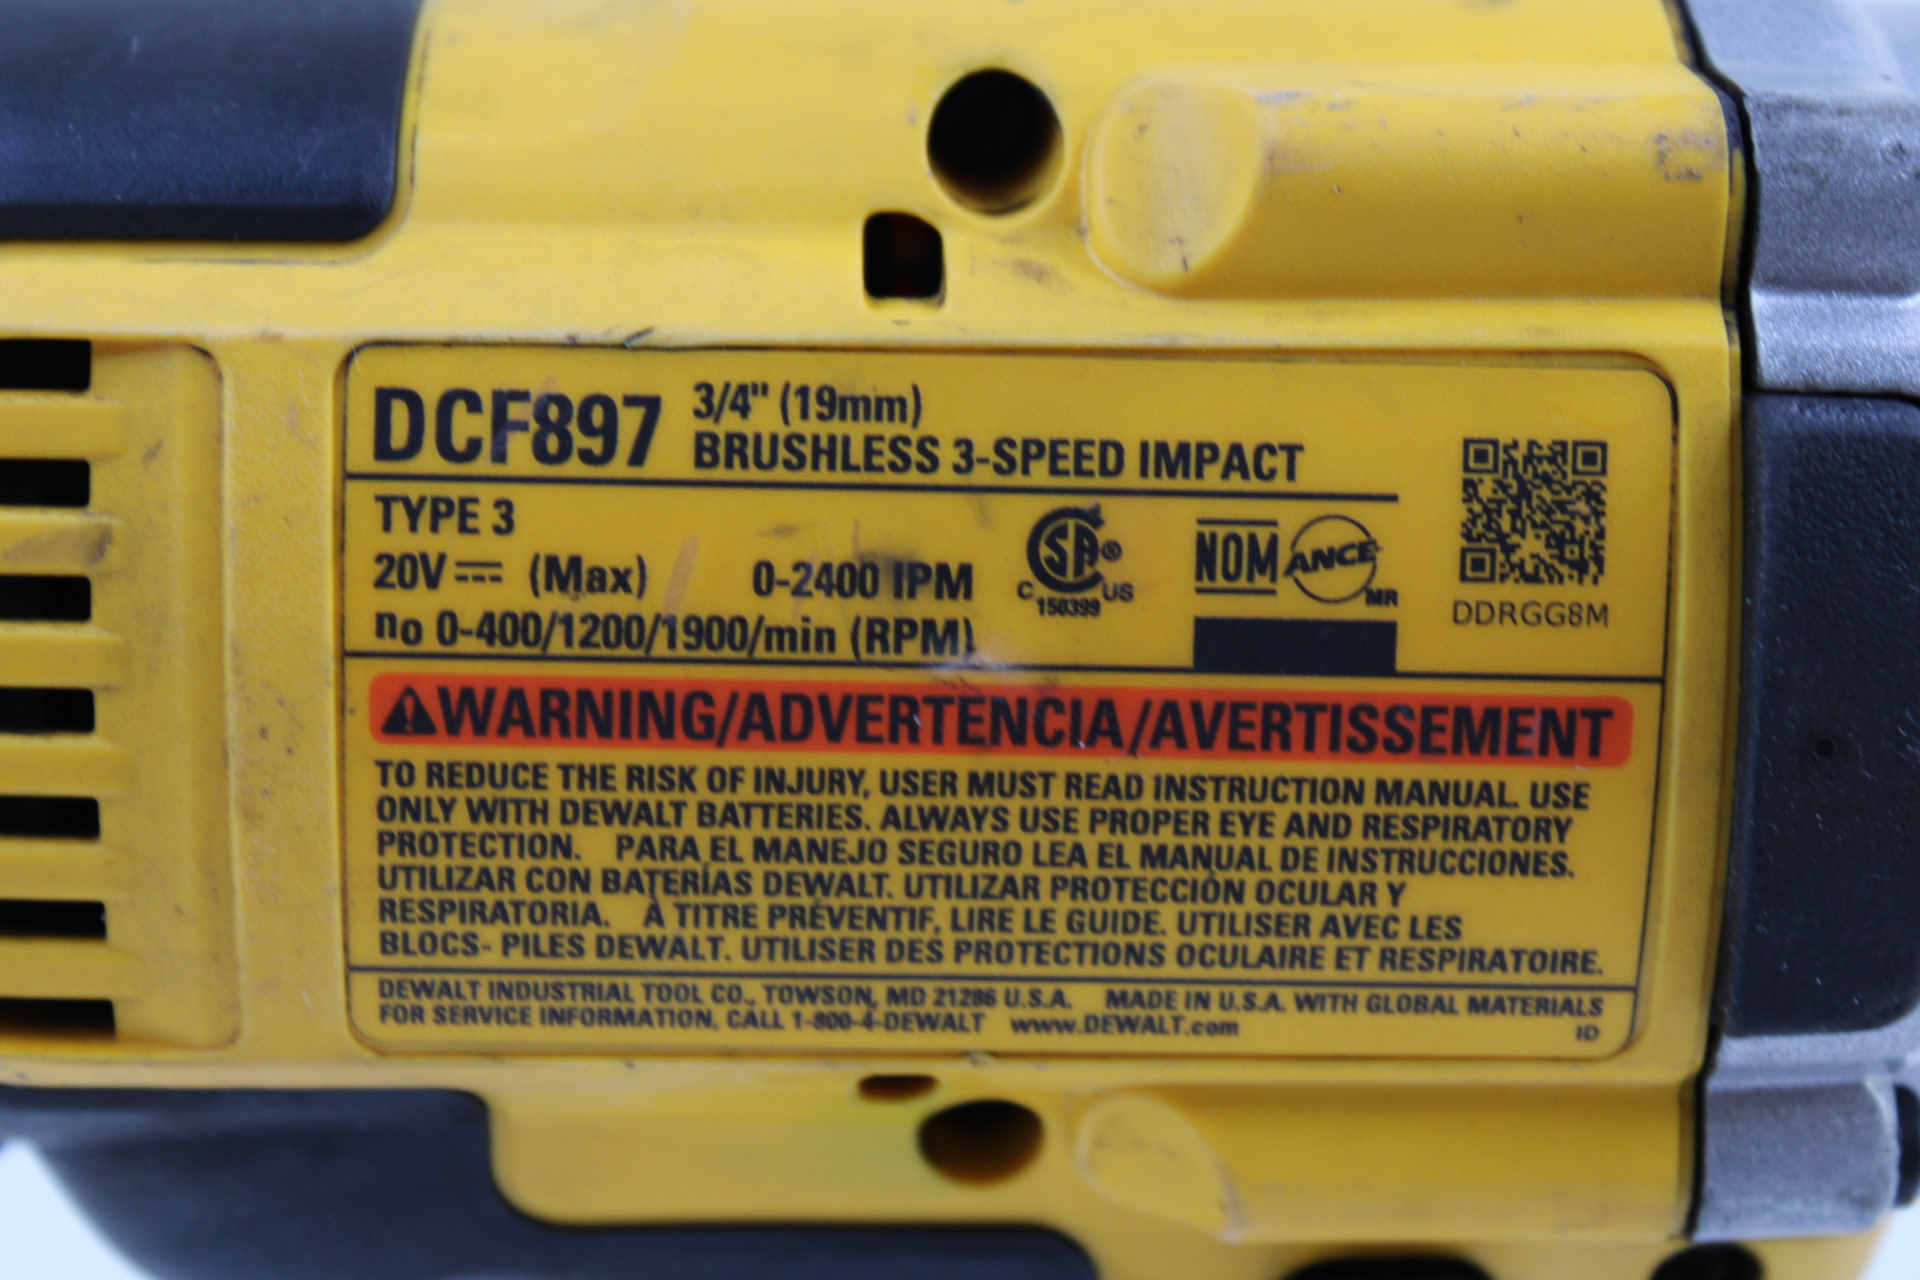 DCF897 3/4" (19mm)
BRUSHLESS 3-SPEED IMPACT
TYPE 3
20V (Max) 0-2400 IPM
no 0-400/1200/1900/min (RPM)
CSA ®
C US
150399
NOM ANCE MR
DDRGG8M
WARNING/ADVERTENCIA/AVERTISSEMENT
TO REDUCE THE RISK OF INJURY, USER MUST READ INSTRUCTION MANUAL. USE
ONLY WITH DEWALT BATTERIES. ALWAYS USE PROPER EYE AND RESPIRATORY
PROTECTION. PARA EL MANEJO SEGURO LEA EL MANUAL DE INSTRUCCIONES.
UTILIZAR CON BATERÍAS DEWALT. UTILIZAR PROTECCIÓN OCULAR Y
RESPIRATORIA. À TITRE PRÉVENTIF, LIRE LE GUIDE. UTILISER AVEC LES
BLOCS- PILES DEWALT. UTILISER DES PROTECTIONS OCULAIRE ET RESPIRATOIRE.
DEWALT INDUSTRIAL TOOL CO., TOWSON, MD 21286 U.S.A. MADE IN U.S.A. WITH GLOBAL MATERIALS
FOR SERVICE INFORMATION, CALL 1-800-4-DEWALT www.DEWALT.com
ID